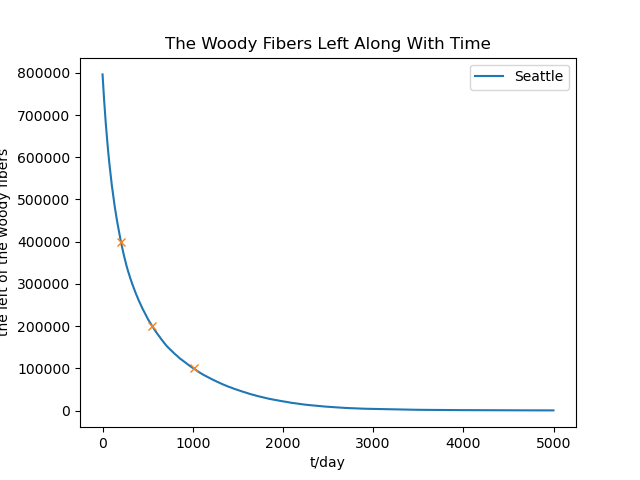 The Woody Fibers Left Along With Time
Seattle
800000
700000
600000
500000
400000
300000
200000
100000
0
the left of the woody fibers
0 1000 2000 3000 4000 5000
t/day